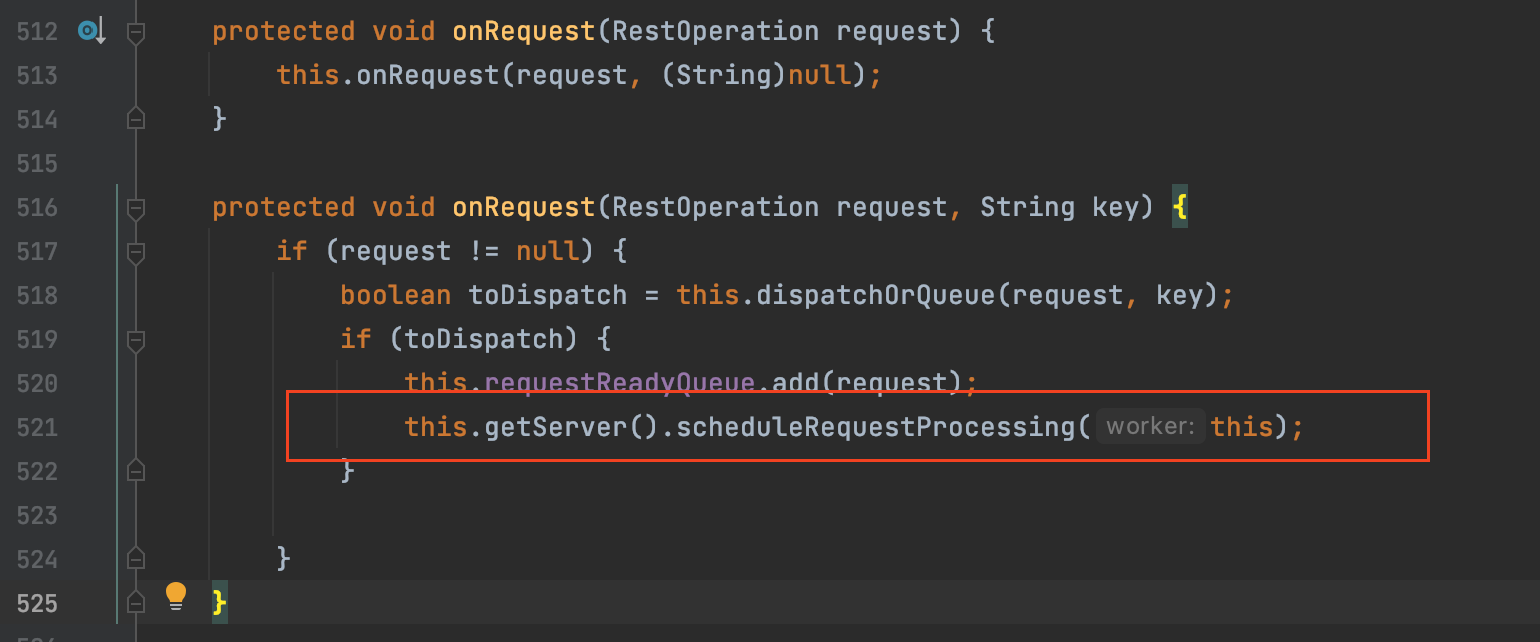 512 protected void onRequest(RestOperation request) {
513 this.onRequest(request, (String)null);
514 }
515
516 protected void onRequest(RestOperation request, String key) {
517 if (request != null) {
518 boolean toDispatch = this.dispatchOrQueue(request, key);
519 if (toDispatch) {
520 this.requestReadyQueue.add(request);
521 this.getServer().scheduleRequestProcessing( worker: this);
522 }
523
524 }
525 }